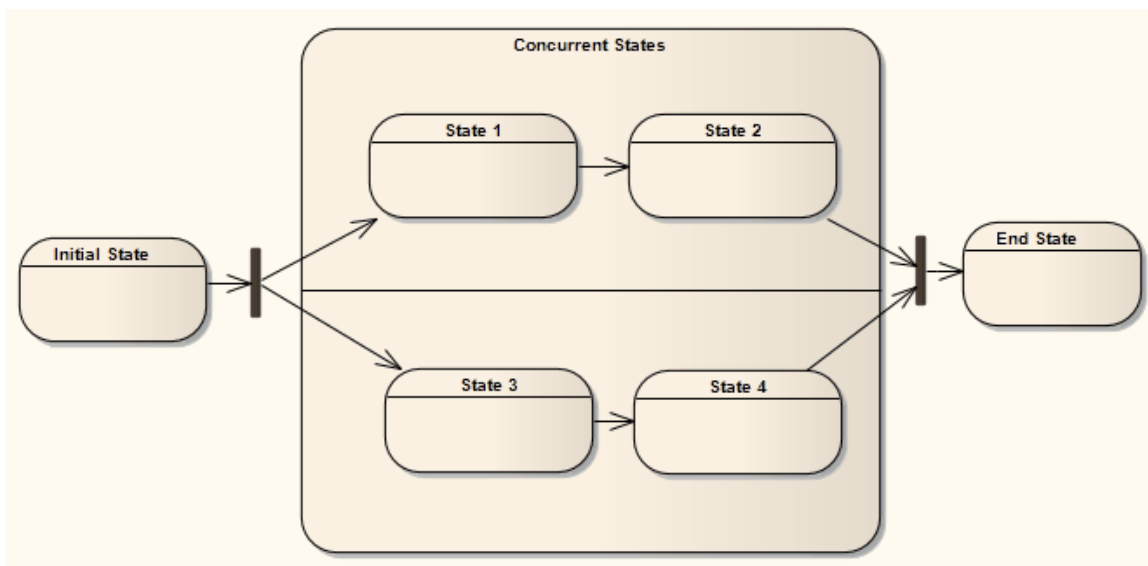 Concurrent States
State 1
State 2
Initial State
End State
State 3
State 4